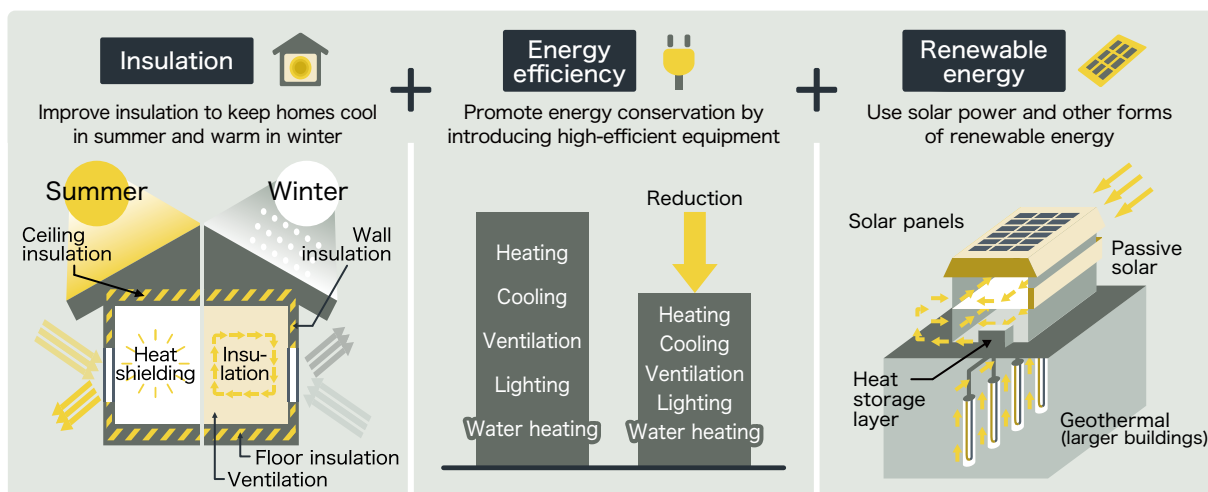 Insulation
Improve insulation to keep homes cool
in summer and warm in winter
Summer
Winter
Ceiling
insulation
Wall
insulation
Heat
shielding
Insu-
lation
Floor insulation
Ventilation
+
Energy
efficiency
Promote energy conservation by
introducing high-efficient equipment
Reduction
Heating
Cooling
Ventilation
Lighting
Water heating
Heating
Cooling
Ventilation
Lighting
Water heating
+
Renewable
energy
Use solar power and other forms
of renewable energy
Solar panels
Passive
solar
Heat
storage
layer
Geothermal
(larger buildings)